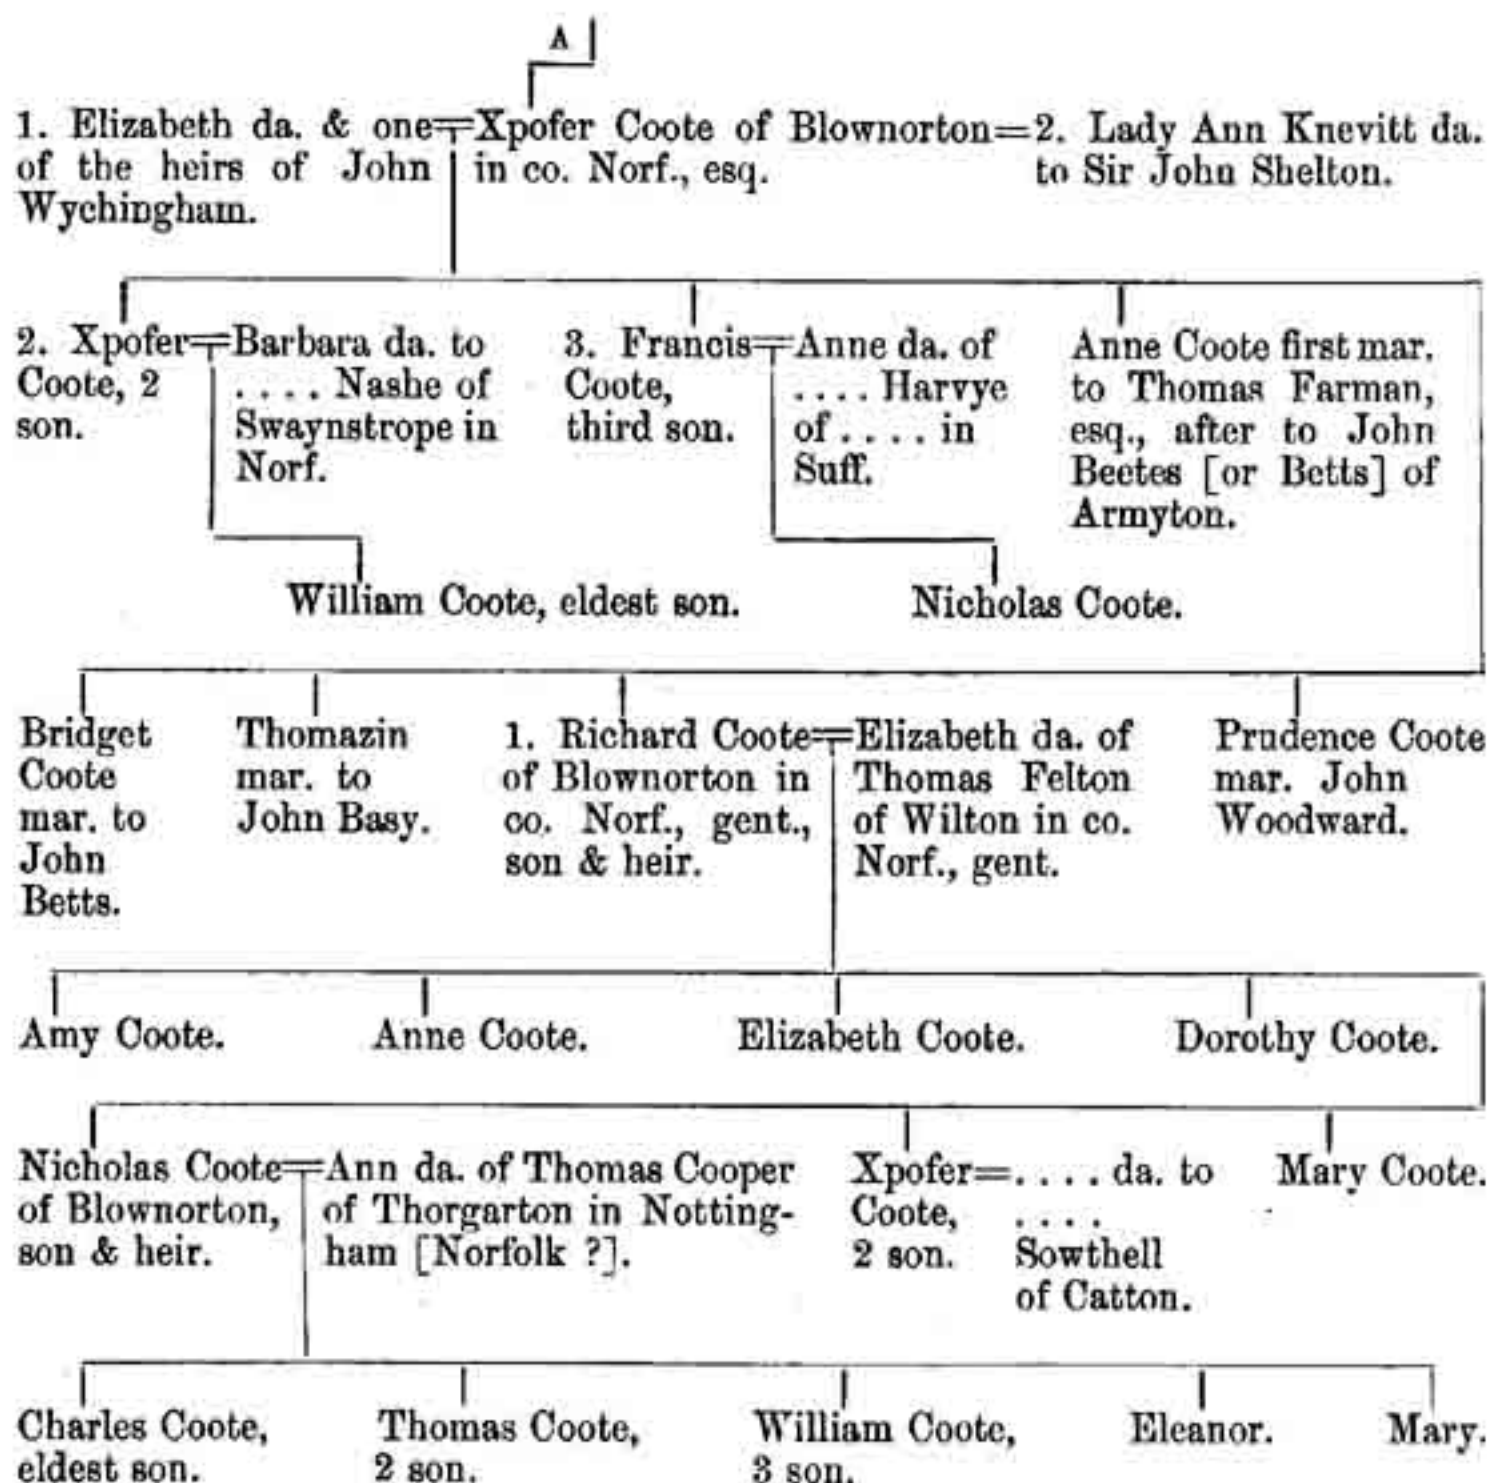 A
1. Elizabeth da. & one
of the heirs of John
Wychingham.
Xpofer Coote of Blownorton
in co. Norf., esq.
2. Lady Ann Knevitt da.
to Sir John Shelton.
2. Xpofer
Coote, 2
son.
Barbara da. to
. . . . Nashe of
Swaynstrope in
Norf.
3. Francis
Coote,
third son.
Anne da. of
. . . . Harvye
of . . . . in
Suff.
Anne Coote first mar.
to Thomas Farman,
esq., after to John
Beetes [or Betts] of
Armyton.
William Coote, eldest son.
Nicholas Coote.
Bridget
Coote
mar. to
John
Betts.
Thomazin
mar. to
John Basy.
1. Richard Coote
of Blownorton in
co. Norf., gent.,
son & heir.
Elizabeth da. of
Thomas Felton
of Wilton in co.
Norf., gent.
Prudence Coote
mar. John
Woodward.
Amy Coote.
Anne Coote.
Elizabeth Coote.
Dorothy Coote.
Nicholas Coote
of Blownorton,
son & heir.
Ann da. of Thomas Cooper
of Thorgarton in Notting-
ham [Norfolk ?].
Xpofer
Coote,
2 son.
. . . . da. to
. . . .
Sowthell
of Catton.
Mary Coote.
Charles Coote,
eldest son.
Thomas Coote,
2 son.
William Coote,
3 son.
Eleanor.
Mary.